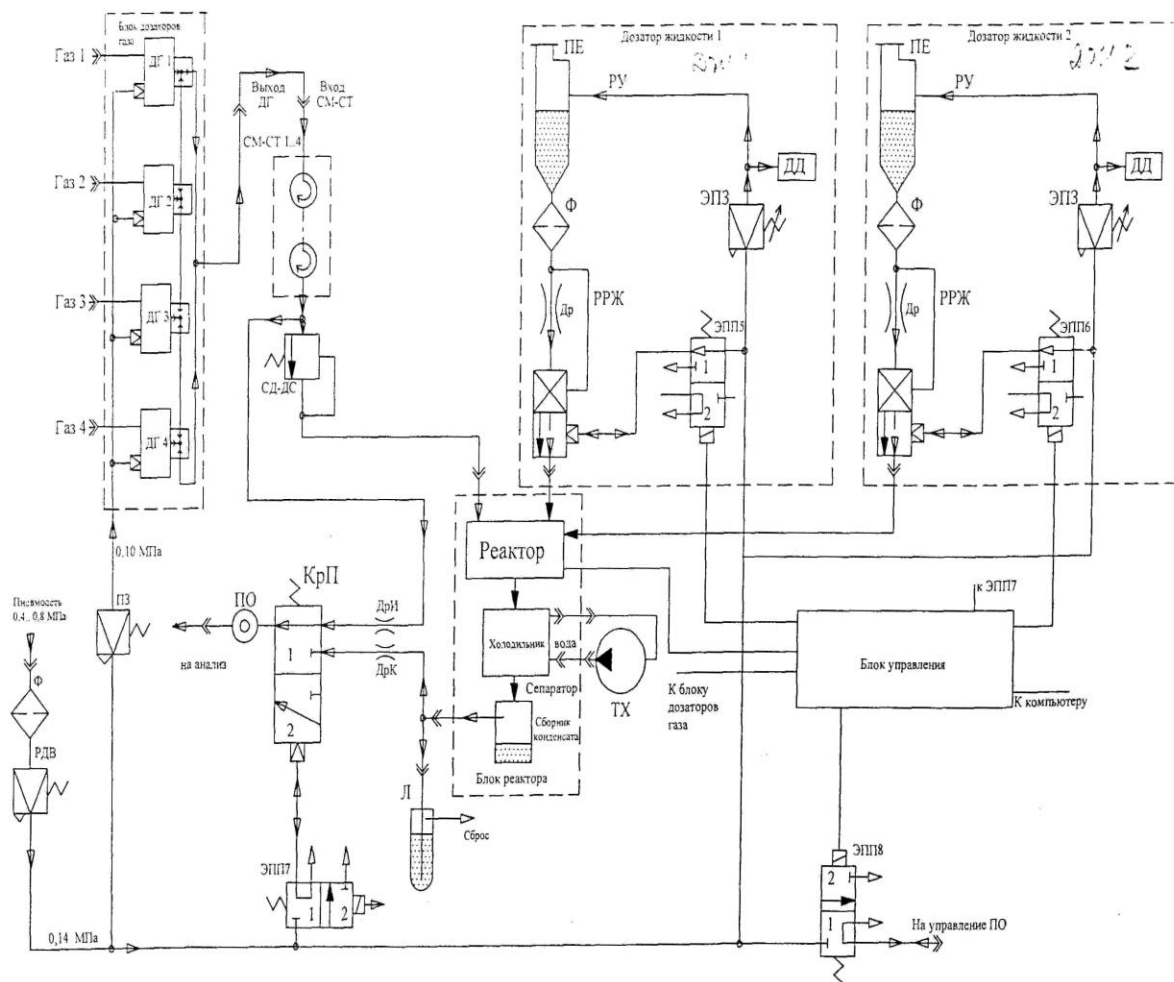 Блок дозаторов
газа
Газ 1
ДГ 1
Газ 2
ДГ 2
Газ 3
ДГ 3
Газ 4
ДГ 4
Выход
ДГ
Вход
СМ-СТ
СМ-СТ 1..4
СД-ДС
Дозатор жидкости 1
ПЕ
РУ
ДД
ЭПЗ
Ф
Др
РРЖ
ЭПП5
1
2
Дозатор жидкости 2
ДЖ 2
ПЕ
РУ
ДД
ЭПЗ
Ф
Др
РРЖ
ЭПП6
1
2
0,10 МПа
ПЗ
Пневмосеть
0,4...0,8 МПа
Ф
РДВ
0,14 МПа
КрП
ПО
на анализ
1
2
ДрИ
ДрК
ЭПП7
1
2
Л
Сброс
Реактор
Холодильник
вода
ТХ
Сепаратор
Сборник
конденсата
Блок реактора
к ЭПП7
Блок управления
К блоку
дозаторов
газа
К компьютеру
ЭПП8
2
1
На управление ПО